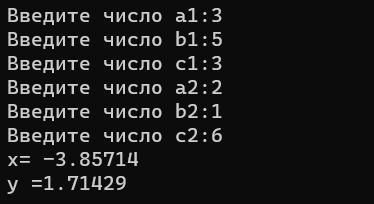 Введите число a1:3
Введите число b1:5
Введите число c1:3
Введите число a2:2
Введите число b2:1
Введите число c2:6
x= -3.85714
y =1.71429